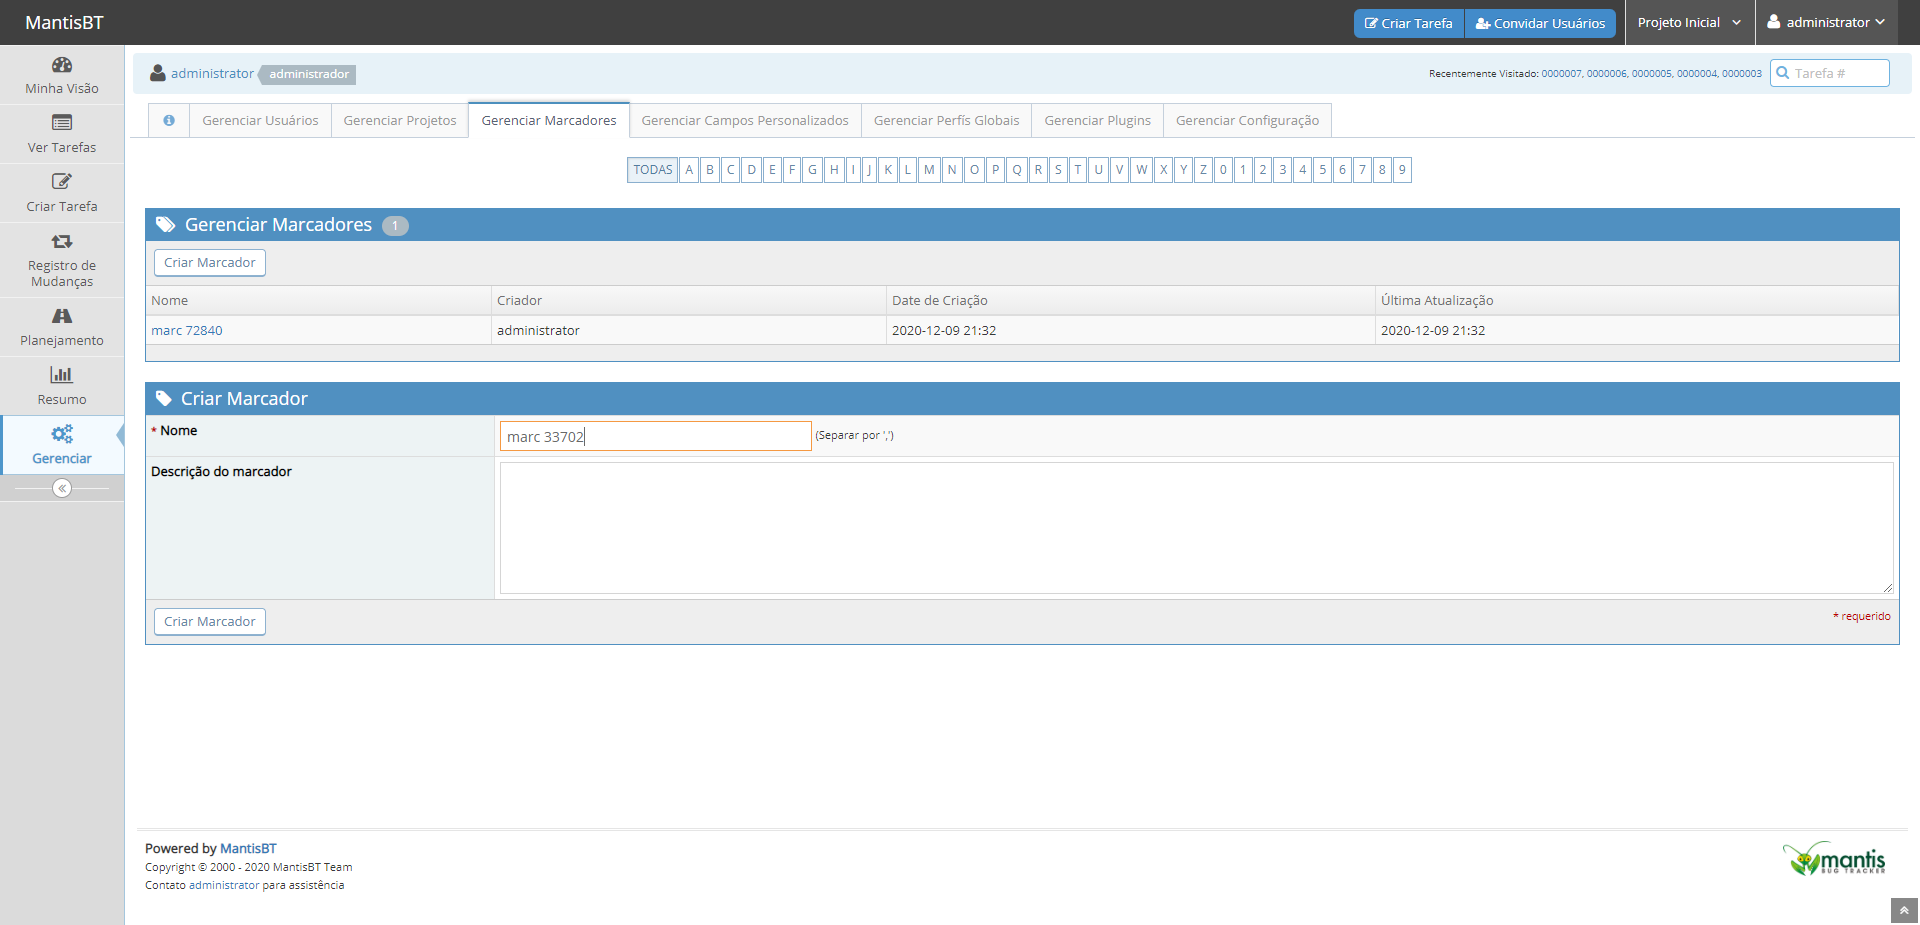 MantisBT
Criar Tarefa
Convidar Usuários
Projeto Inicial
administrator
Minha Visão
Ver Tarefas
Criar Tarefa
Registro de
Mudanças
Planejamento
Resumo
Gerenciar
administrator administrador
Recentemente Visitado: 0000007, 0000006, 0000005, 0000004, 0000003
Tarefa #
Gerenciar Usuários
Gerenciar Projetos
Gerenciar Marcadores
Gerenciar Campos Personalizados
Gerenciar Perfís Globais
Gerenciar Plugins
Gerenciar Configuração
TODAS A B C D E F G H I J K L M N O P Q R S T U V W X Y Z 0 1 2 3 4 5 6 7 8 9
Gerenciar Marcadores 1
Criar Marcador
Nome Criador Date de Criação Última Atualização
marc 72840 administrator 2020-12-09 21:32 2020-12-09 21:32
Criar Marcador
* Nome
marc 33702
(Separar por ',')
Descrição do marcador
Criar Marcador
* requerido
Powered by MantisBT
Copyright © 2000 - 2020 MantisBT Team
Contato administrator para assistência
mantis
BUG TRACKER